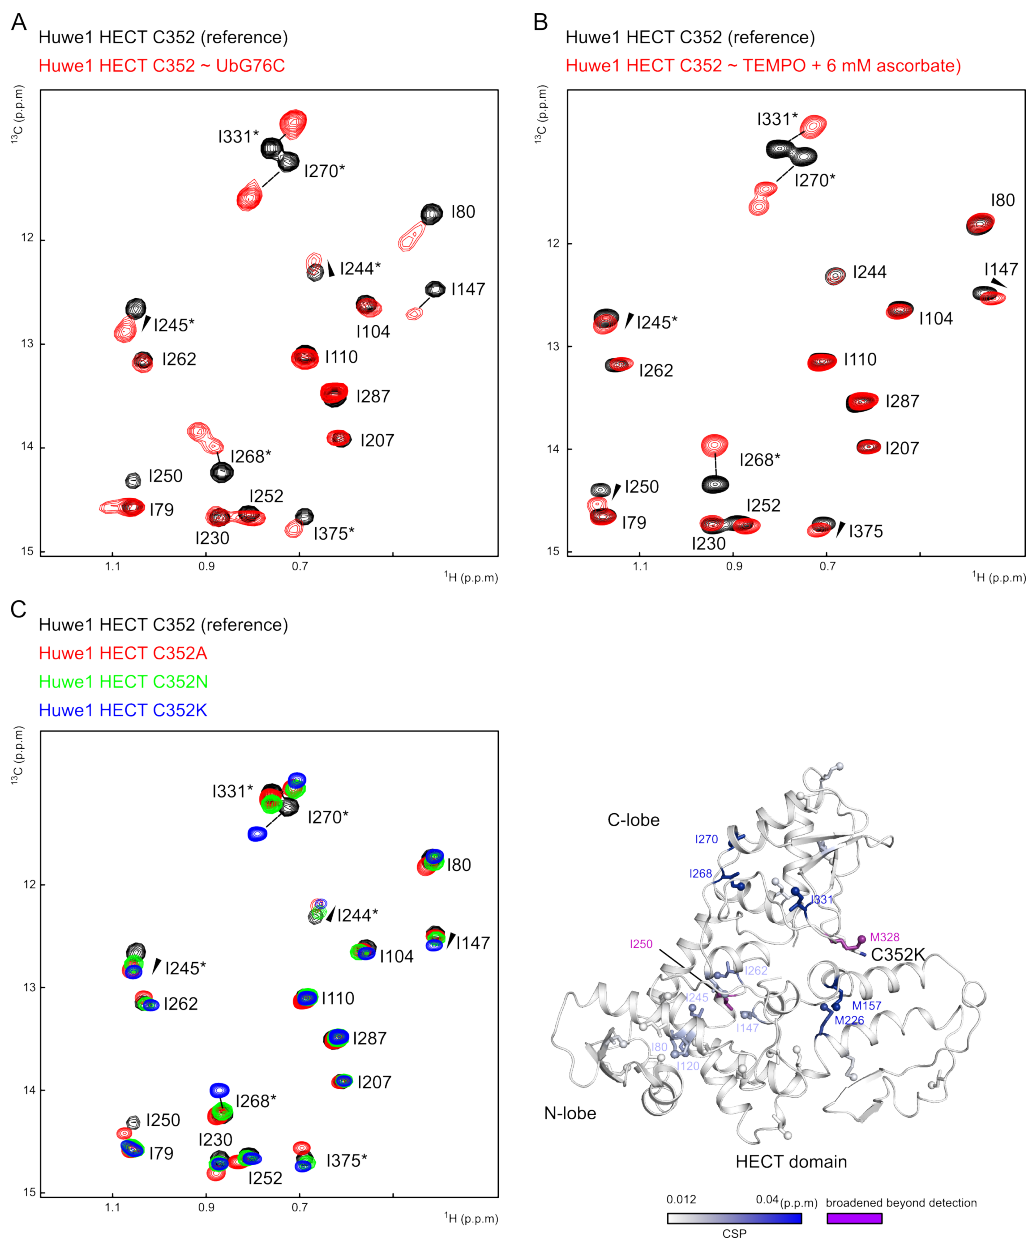 A
Huwe1 HECT C352 (reference)
Huwe1 HECT C352 ~ UbG76C
13C (p.p.m)
I331*
I270*
I80
12
I244*
I147
I104
I245*
13
I262
I110
I287
14
I207
I268*
I250
I252
I79
I230
I375*
15
1.1
0.9
0.7
1H (p.p.m)
B
Huwe1 HECT C352 (reference)
Huwe1 HECT C352 ~ TEMPO + 6 mM ascorbate)
13C (p.p.m)
I331*
I270*
I80
12
I244
I147
I104
I245*
13
I262
I110
I287
14
I207
I268*
I250
I252
I79
I230
I375
15
1.1
0.9
0.7
1H (p.p.m)
C
Huwe1 HECT C352 (reference)
Huwe1 HECT C352A
Huwe1 HECT C352N
Huwe1 HECT C352K
13C (p.p.m)
I331*
I270*
I80
12
I244*
I147
I104
I245*
13
I262
I110
I287
14
I207
I268*
I250
I230
I79
I252
I375*
15
1.1
0.9
0.7
1H (p.p.m)
C-lobe
I270
I268
I331
M328
I250
C352K
I262
M157
I245
I147
M226
I80
I120
N-lobe
HECT domain
0.012 0.04 (p.p.m) broadened beyond detection
CSP